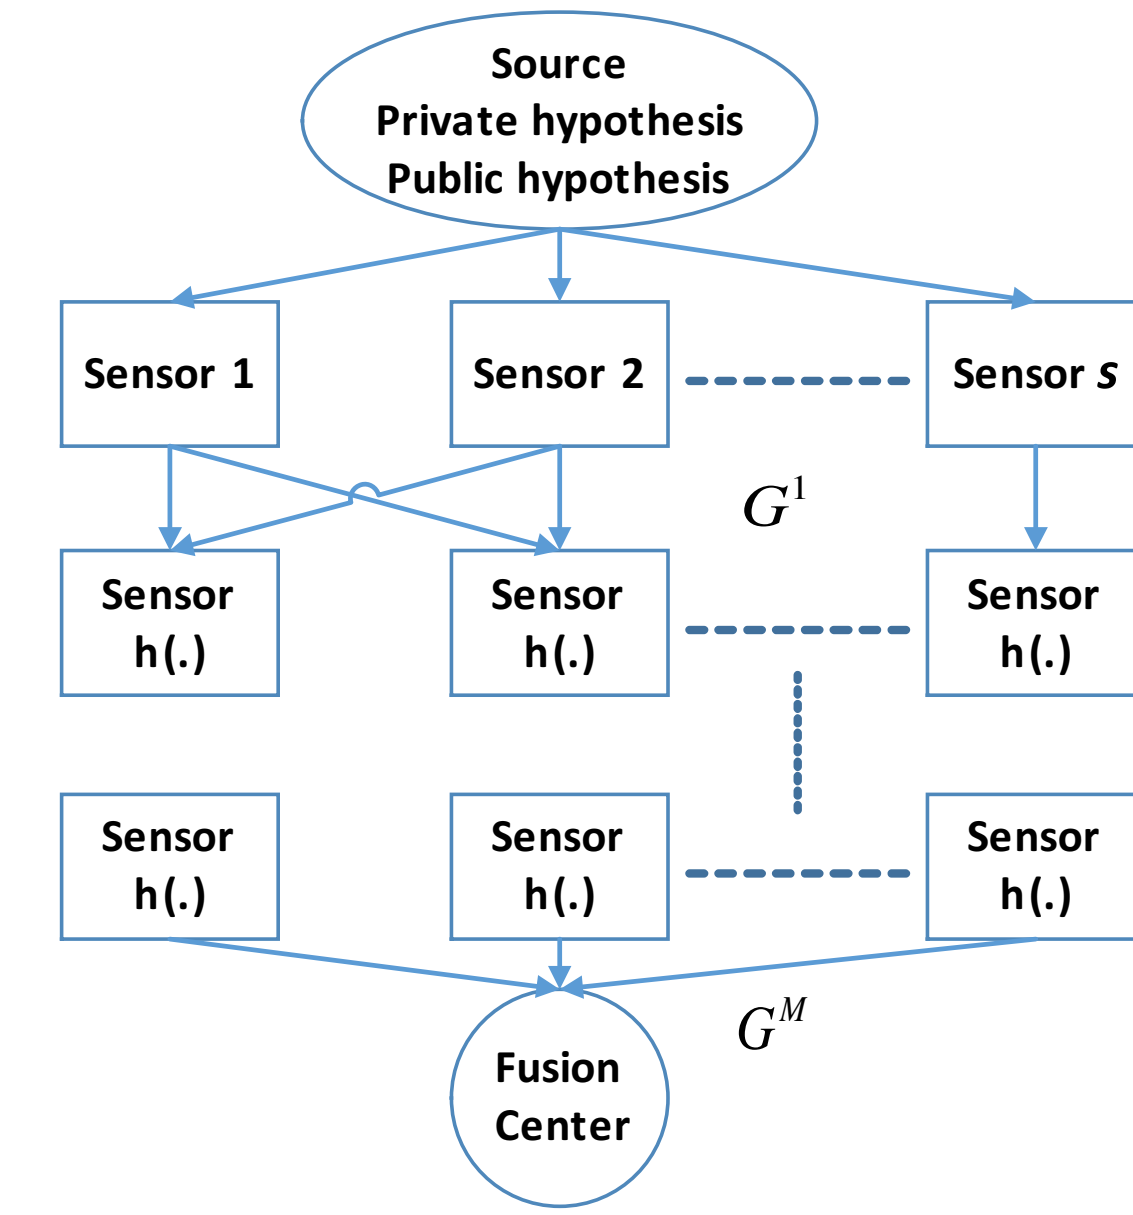 Source
Private hypothesis
Public hypothesis
Sensor 1
Sensor 2
Sensor s
G¹
Sensor
h(.)
Sensor
h(.)
Sensor
h(.)
Sensor
h(.)
Sensor
h(.)
Sensor
h(.)
G^M
Fusion
Center